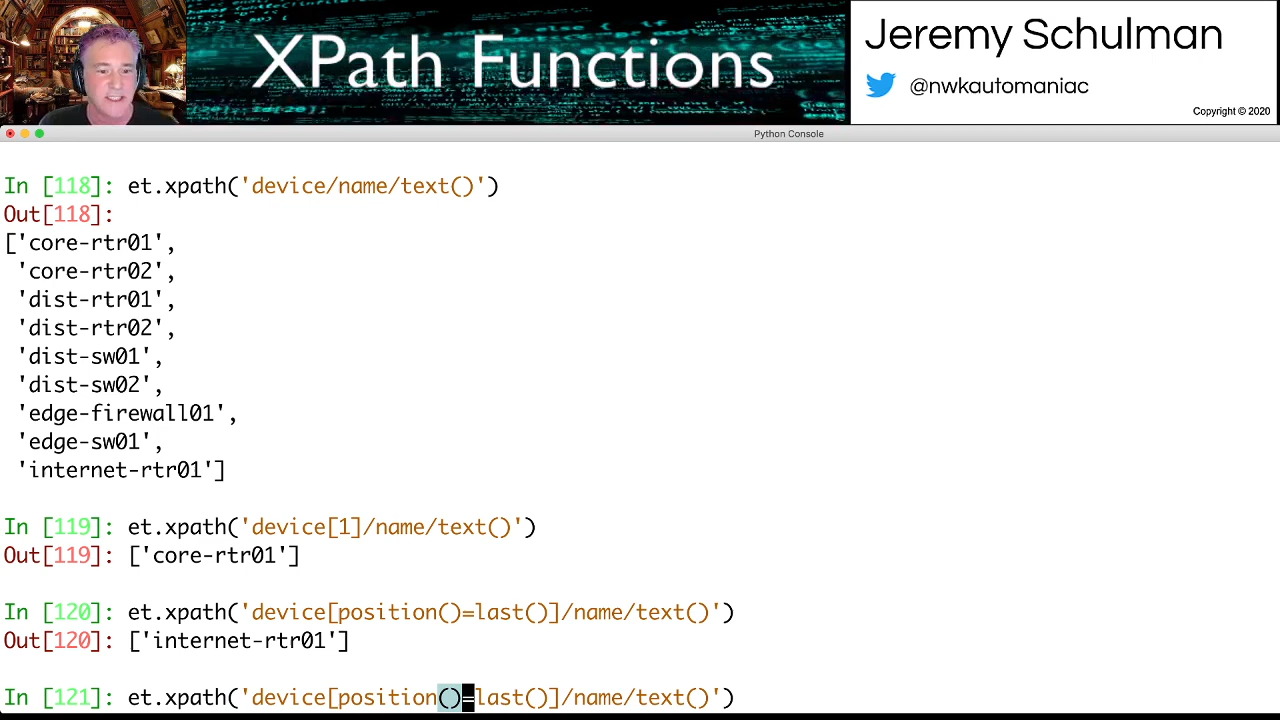 XPath Functions
Jeremy Schulman
@nwkautomaniac
Copyright © 2020
Python Console
In [118]: et.xpath('device/name/text()')
Out[118]:
['core-rtr01',
'core-rtr02',
'dist-rtr01',
'dist-rtr02',
'dist-sw01',
'dist-sw02',
'edge-firewall01',
'edge-sw01',
'internet-rtr01']
In [119]: et.xpath('device[1]/name/text()')
Out[119]: ['core-rtr01']
In [120]: et.xpath('device[position()=last()]/name/text()')
Out[120]: ['internet-rtr01']
In [121]: et.xpath('device[position()=last()]/name/text()')